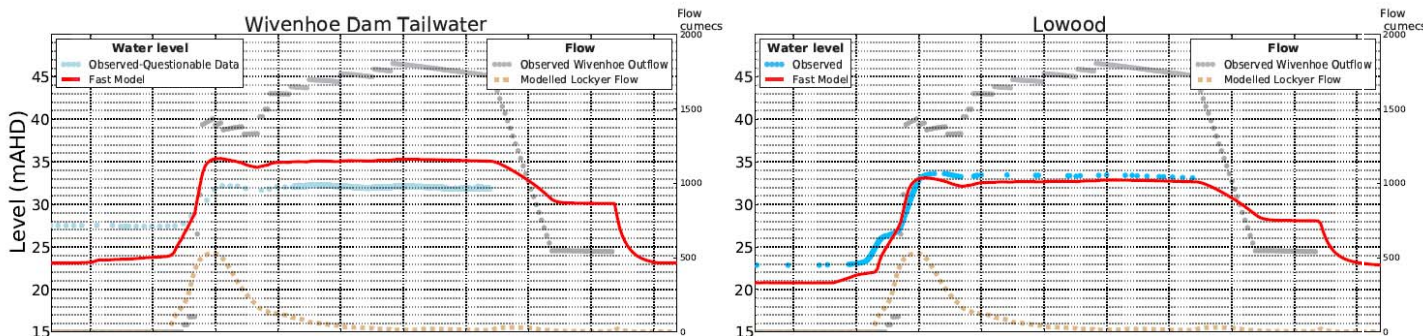 Wivenhoe Dam Tailwater
Flow
cumecs
Water level
Observed-Questionable Data
Fast Model
Flow
Observed Wivenhoe Outflow
Modelled Lockyer Flow
Level (mAHD)
45
40
35
30
25
20
15
2000
1500
1000
500
0
Lowood
Flow
cumecs
Water level
Observed
Fast Model
Flow
Observed Wivenhoe Outflow
Modelled Lockyer Flow
45
40
35
30
25
20
15
2000
1500
1000
500
0